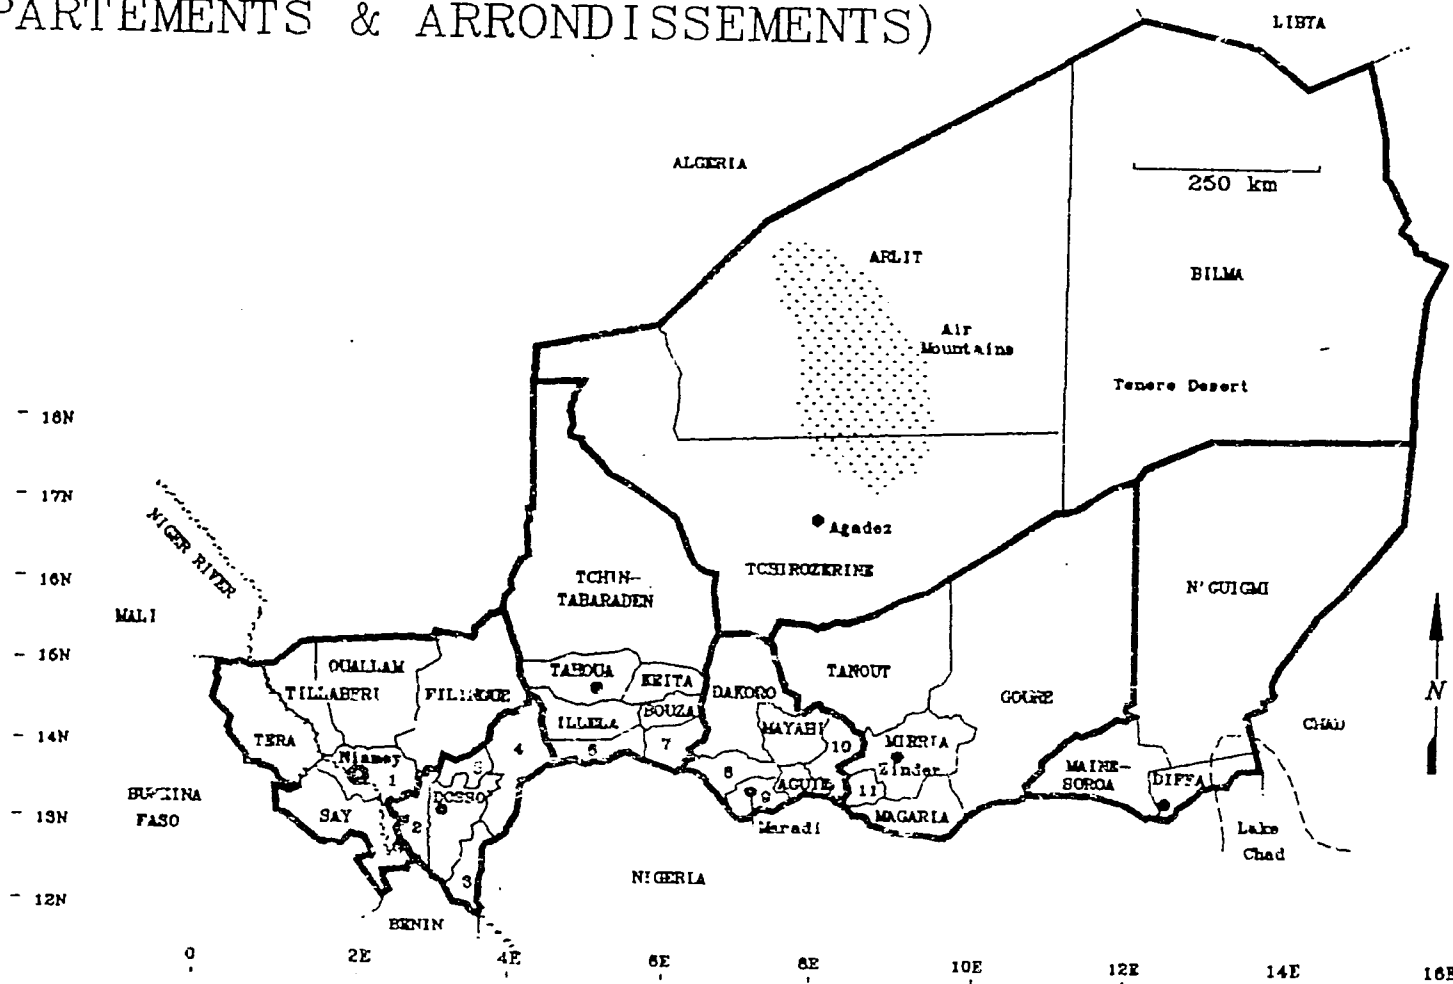 PARTEMENTS & ARRONDISSEMENTS)
LIBYA
ALGERIA
250 km
ARLIT
BILMA
Air
Mountains
Tenere Desert
18N
17N
NIGER RIVER
Agadez
16N
TCHIN-
TABARADEN
TCHIROZERINE
N'GUIGMI
MALI
15N
OUALLAM
TAHOUA
KEITA
TANOUT
TILLABERI
FILINGUE
DAKORO
GOURE
N
ILLELA
BOUZA
MAYAHI
CHAD
14N
TERA
4
6
7
10
MIRRIA
Niamey
1
5
8
Zinder
MAINE-
SOROA
DIFFA
BURKINA
FASO
13N
SAY
2
DOSSO
9
AGUIE
11
MAGARIA
Maradi
Lake
Chad
3
NIGERIA
12N
BENIN
0
2E
4E
6E
8E
10E
12E
14E
16E